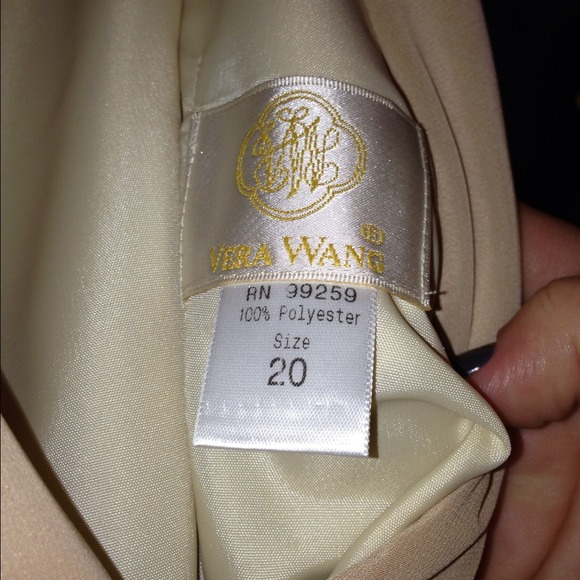 VERA WANG ®
RN 99259
100% Polyester
Size
20